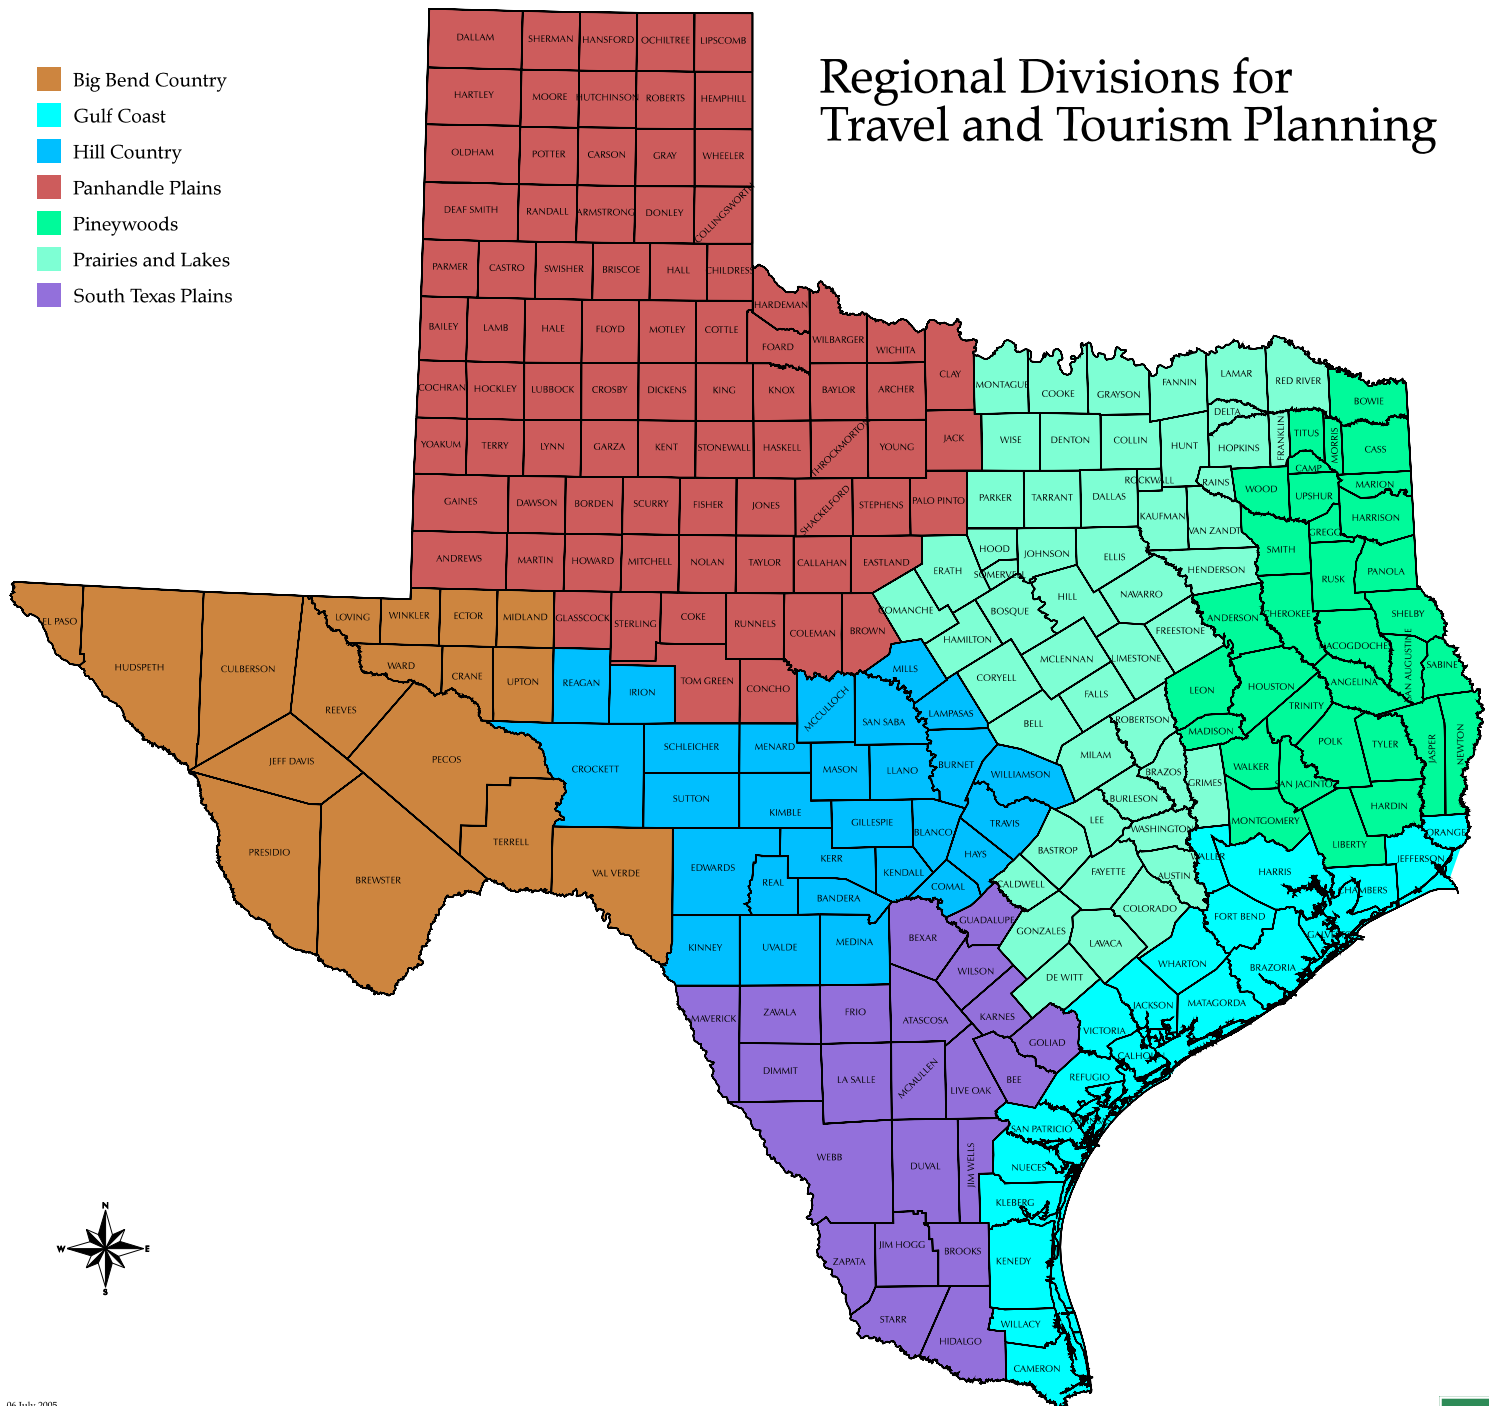 Regional Divisions for
Travel and Tourism Planning
Big Bend Country
Gulf Coast
Hill Country
Panhandle Plains
Pineywoods
Prairies and Lakes
South Texas Plains
DALLAM SHERMAN HANSFORD OCHILTREE LIPSCOMB
HARTLEY MOORE HUTCHINSON ROBERTS HEMPHILL
OLDHAM POTTER CARSON GRAY WHEELER
DEAF SMITH RANDALL ARMSTRONG DONLEY COLLINGSWORTH
PARMER CASTRO SWISHER BRISCOE HALL CHILDRESS
HARDEMAN
BAILEY LAMB HALE FLOYD MOTLEY COTTLE FOARD WILBARGER WICHITA
CLAY MONTAGUE COOKE GRAYSON FANNIN LAMAR RED RIVER BOWIE
COCHRAN HOCKLEY LUBBOCK CROSBY DICKENS KING KNOX BAYLOR ARCHER
DELTA
YOAKUM TERRY LYNN GARZA KENT STONEWALL HASKELL THROCKMORTON YOUNG JACK WISE DENTON COLLIN HUNT HOPKINS FRANKLIN TITUS MORRIS CASS
CAMP
GAINES DAWSON BORDEN SCURRY FISHER JONES SHACKELFORD STEPHENS PALO PINTO PARKER TARRANT DALLAS ROCKWALL RAINS WOOD UPSHUR MARION
KAUFMAN VAN ZANDT HARRISON
ANDREWS MARTIN HOWARD MITCHELL NOLAN TAYLOR CALLAHAN EASTLAND ERATH HOOD JOHNSON ELLIS HENDERSON SMITH RUSK PANOLA
SOMERVELL
EL PASO HUDSPETH CULBERSON LOVING WINKLER ECTOR MIDLAND GLASSCOCK STERLING COKE RUNNELS COLEMAN BROWN COMANCHE HAMILTON BOSQUE HILL NAVARRO FREESTONE ANDERSON CHEROKEE SHELBY
REEVES WARD CRANE UPTON REAGAN IRION TOM GREEN CONCHO MCCULLOCH MILLS CORYELL MCLENNAN LIMESTONE SAN AUGUSTINE SABINE
SAN SABA LAMPASAS BELL FALLS ROBERTSON LEON HOUSTON ANGELINA TRINITY
JEFF DAVIS PECOS CROCKETT SCHLEICHER MENARD MASON LLANO BURNET WILLIAMSON MILAM BRAZOS MADISON GRIMES WALKER SAN JACINTO POLK TYLER JASPER NEWTON
SUTTON KIMBLE GILLESPIE BLANCO TRAVIS LEE BURLESON WASHINGTON MONTGOMERY HARDIN
PRESIDIO BREWSTER TERRELL VAL VERDE EDWARDS REAL KERR KENDALL HAYS BASTROP FAYETTE AUSTIN WALLER HARRIS LIBERTY ORANGE
JEFFERSON
BANDERA COMAL CALDWELL COLORADO FORT BEND CHAMBERS
KINNEY UVALDE MEDINA BEXAR GUADALUPE GONZALES LAVACA WHARTON BRAZORIA
WILSON DE WITT
MAVERICK ZAVALA FRIO ATASCOSA KARNES GOLIAD VICTORIA JACKSON MATAGORDA
DIMMIT LA SALLE MCMULLEN LIVE OAK BEE REFUGIO
WEBB DUVAL JIM WELLS SAN PATRICIO
NUECES
KLEBERG
ZAPATA JIM HOGG BROOKS KENEDY
STARR HIDALGO WILLACY
CAMERON
N
W E
S
06 July 2005